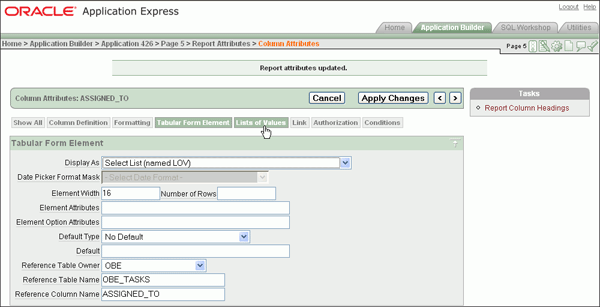 ORACLE Application Express
Logout Help
Home Application Builder SQL Workshop Utilities
Home > Application Builder > Application 426 > Page 5 > Report Attributes > Column Attributes
Page 5
Report attributes updated.
Column Attributes: ASSIGNED_TO
Cancel Apply Changes < >
Tasks
Report Column Headings
Show All Column Definition Formatting Tabular Form Element Lists of Values Link Authorization Conditions
Tabular Form Element
Display As Select List (named LOV)
Date Picker Format Mask - Select Date Format -
Element Width 16 Number of Rows
Element Attributes
Element Option Attributes
Default Type No Default
Default
Reference Table Owner OBE
Reference Table Name OBE_TASKS
Reference Column Name ASSIGNED_TO